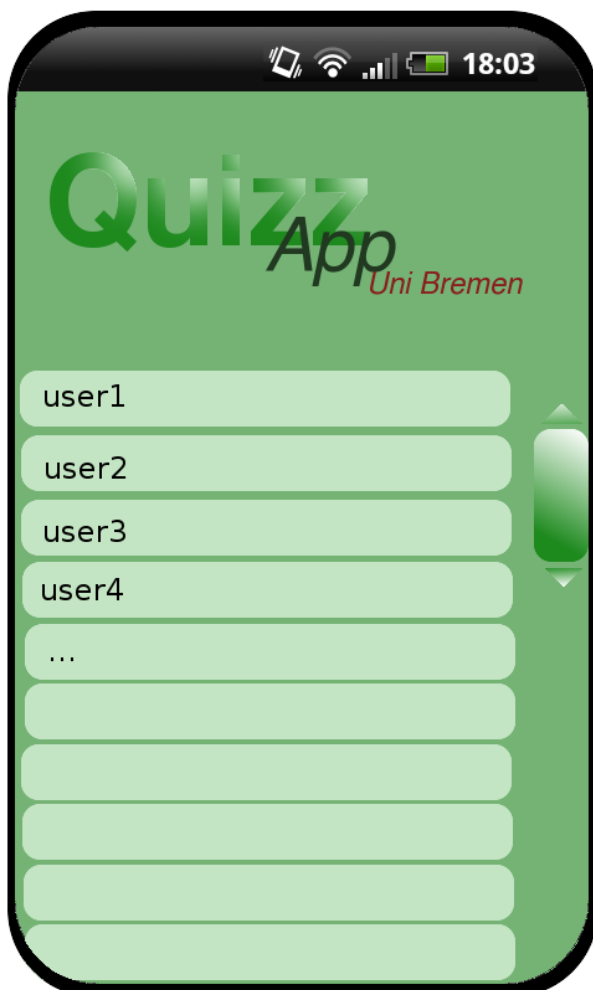 18:03
Quizz
App
Uni Bremen
user1
user2
user3
user4
...